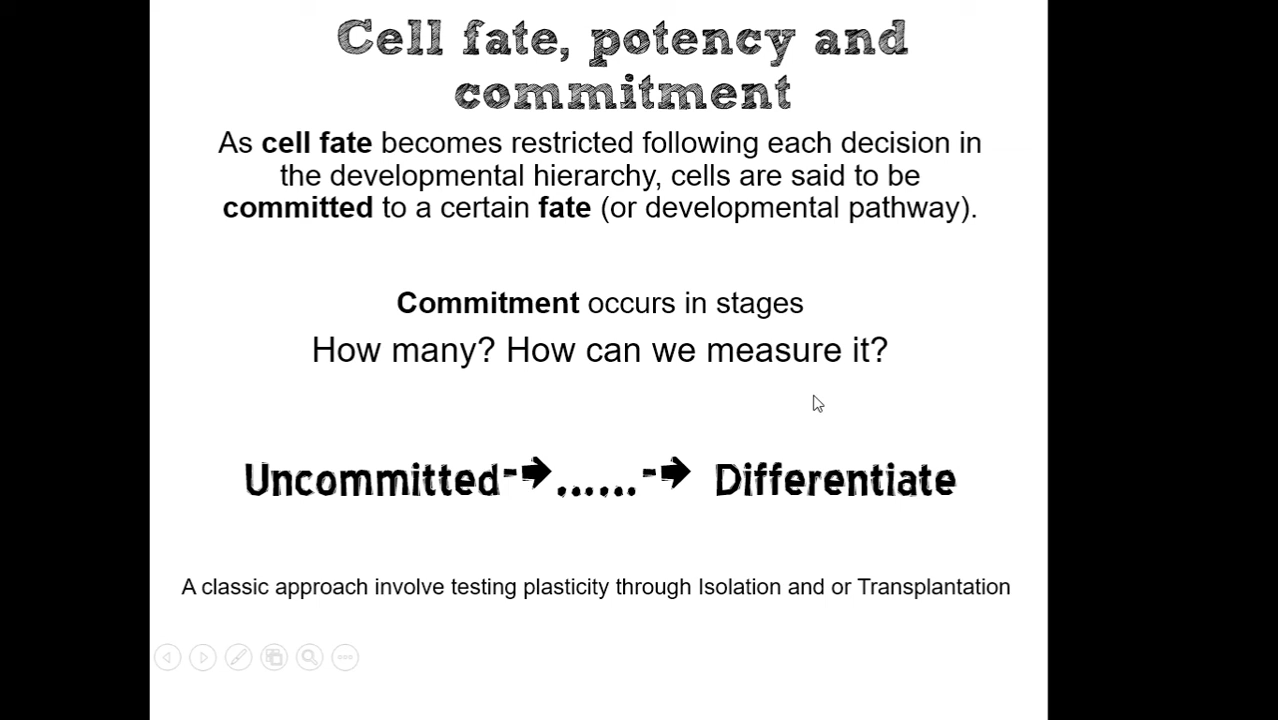 Cell fate, potency and
commitment
As cell fate becomes restricted following each decision in
the developmental hierarchy, cells are said to be
committed to a certain fate (or developmental pathway).
Commitment occurs in stages
How many? How can we measure it?
Uncommitted-→......-→ Differentiate
A classic approach involve testing plasticity through Isolation and or Transplantation